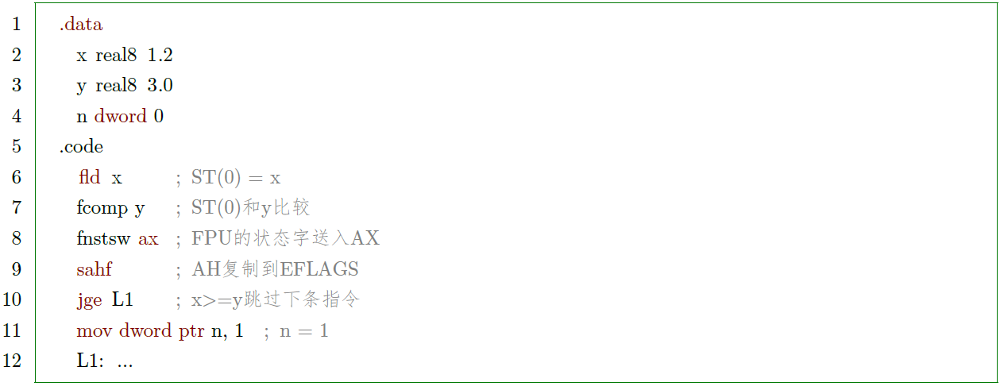 1 .data
2 x real8 1.2
3 y real8 3.0
4 n dword 0
5 .code
6 fld x ; ST(0) = x
7 fcomp y ; ST(0)和y比较
8 fnstsw ax ; FPU的状态字送入AX
9 sahf ; AH复制到EFLAGS
10 jge L1 ; x>=y跳过下条指令
11 mov dword ptr n, 1 ; n = 1
12 L1: ...